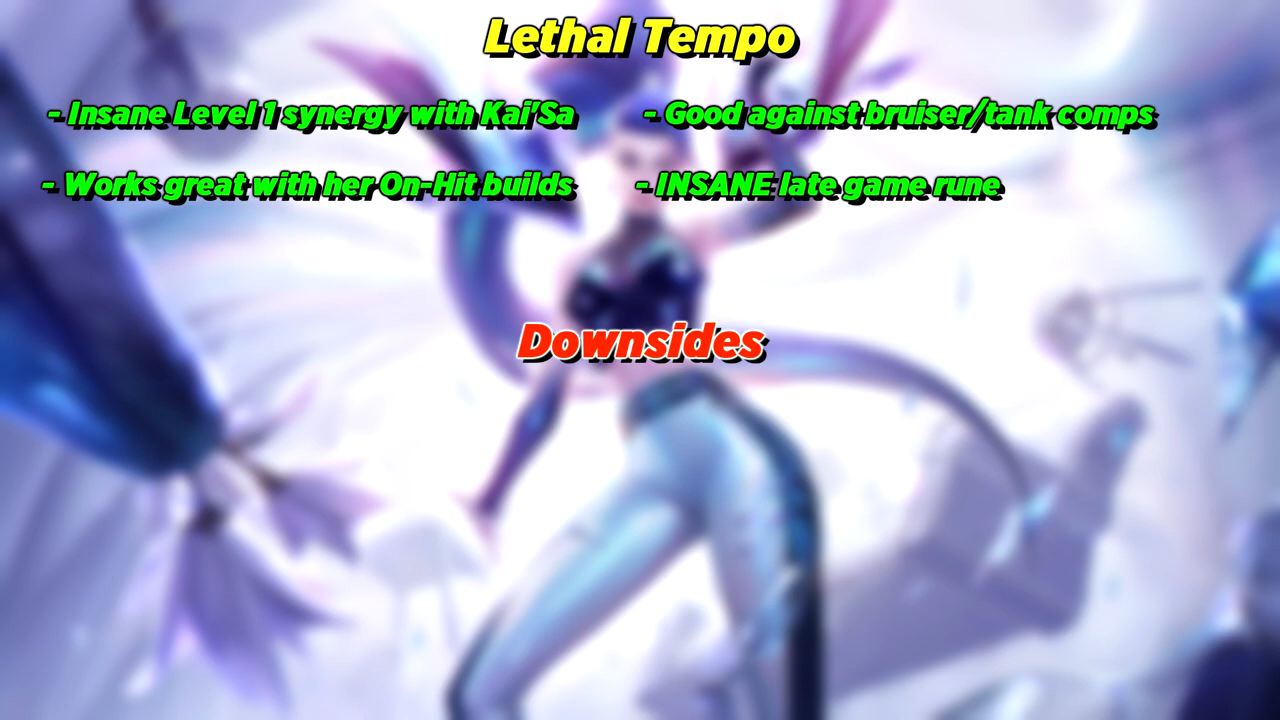 Lethal Tempo
- Insane Level 1 synergy with Kai'Sa
- Good against bruiser/tank comps
- Works great with her On-Hit builds
- INSANE late game rune
Downsides